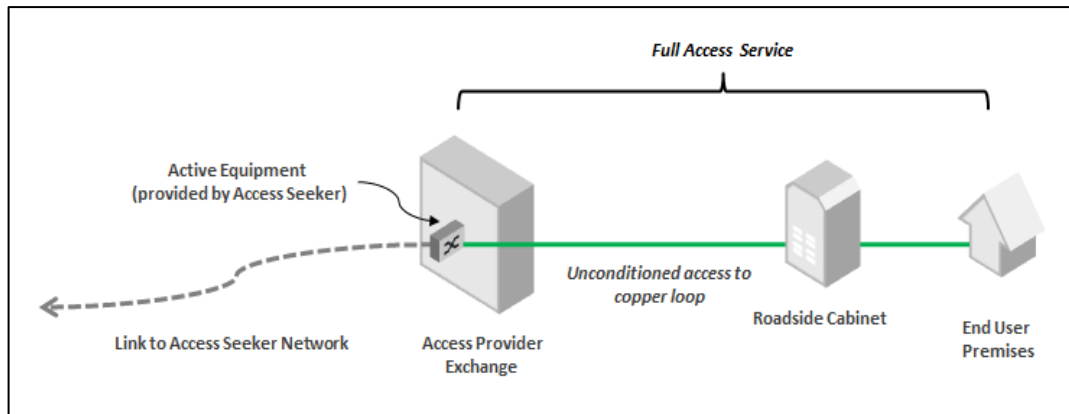 Full Access Service
Active Equipment
(provided by Access Seeker)
Unconditioned access to
copper loop
Roadside Cabinet
End User
Premises
Link to Access Seeker Network
Access Provider
Exchange